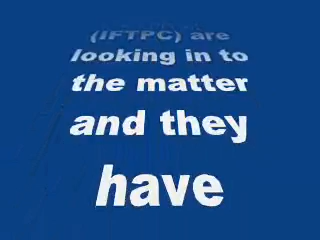 (IFTPC) are
looking in to
the matter
and they
have